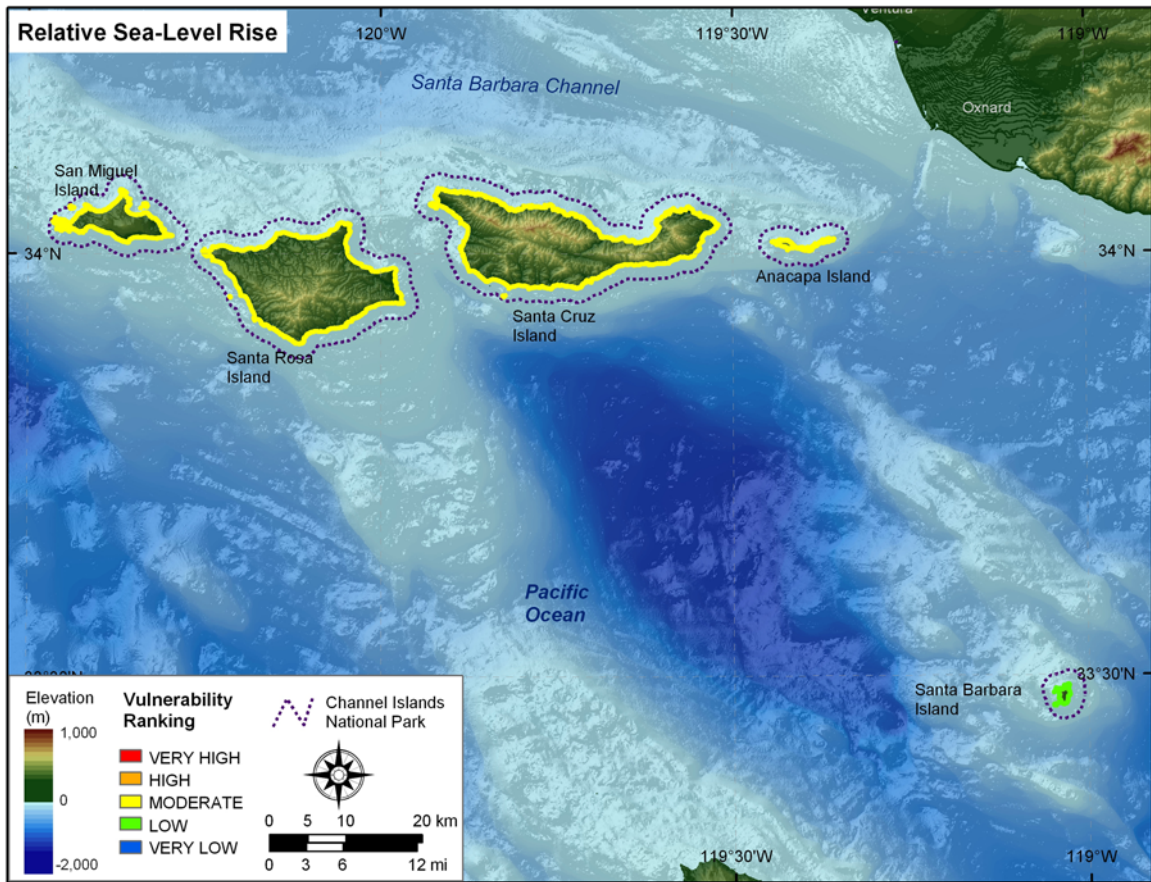 Relative Sea-Level Rise
120°W
119°30'W
119°W
Ventura
Santa Barbara Channel
Oxnard
San Miguel
Island
34°N
34°N
Anacapa Island
Santa Cruz
Island
Santa Rosa
Island
Pacific
Ocean
33°30'N
Santa Barbara
Island
Elevation
(m)
1,000
0
-2,000
Vulnerability
Ranking
VERY HIGH
HIGH
MODERATE
LOW
VERY LOW
Channel Islands
National Park
0 5 10 20 km
0 3 6 12 mi
119°30'W
119°W